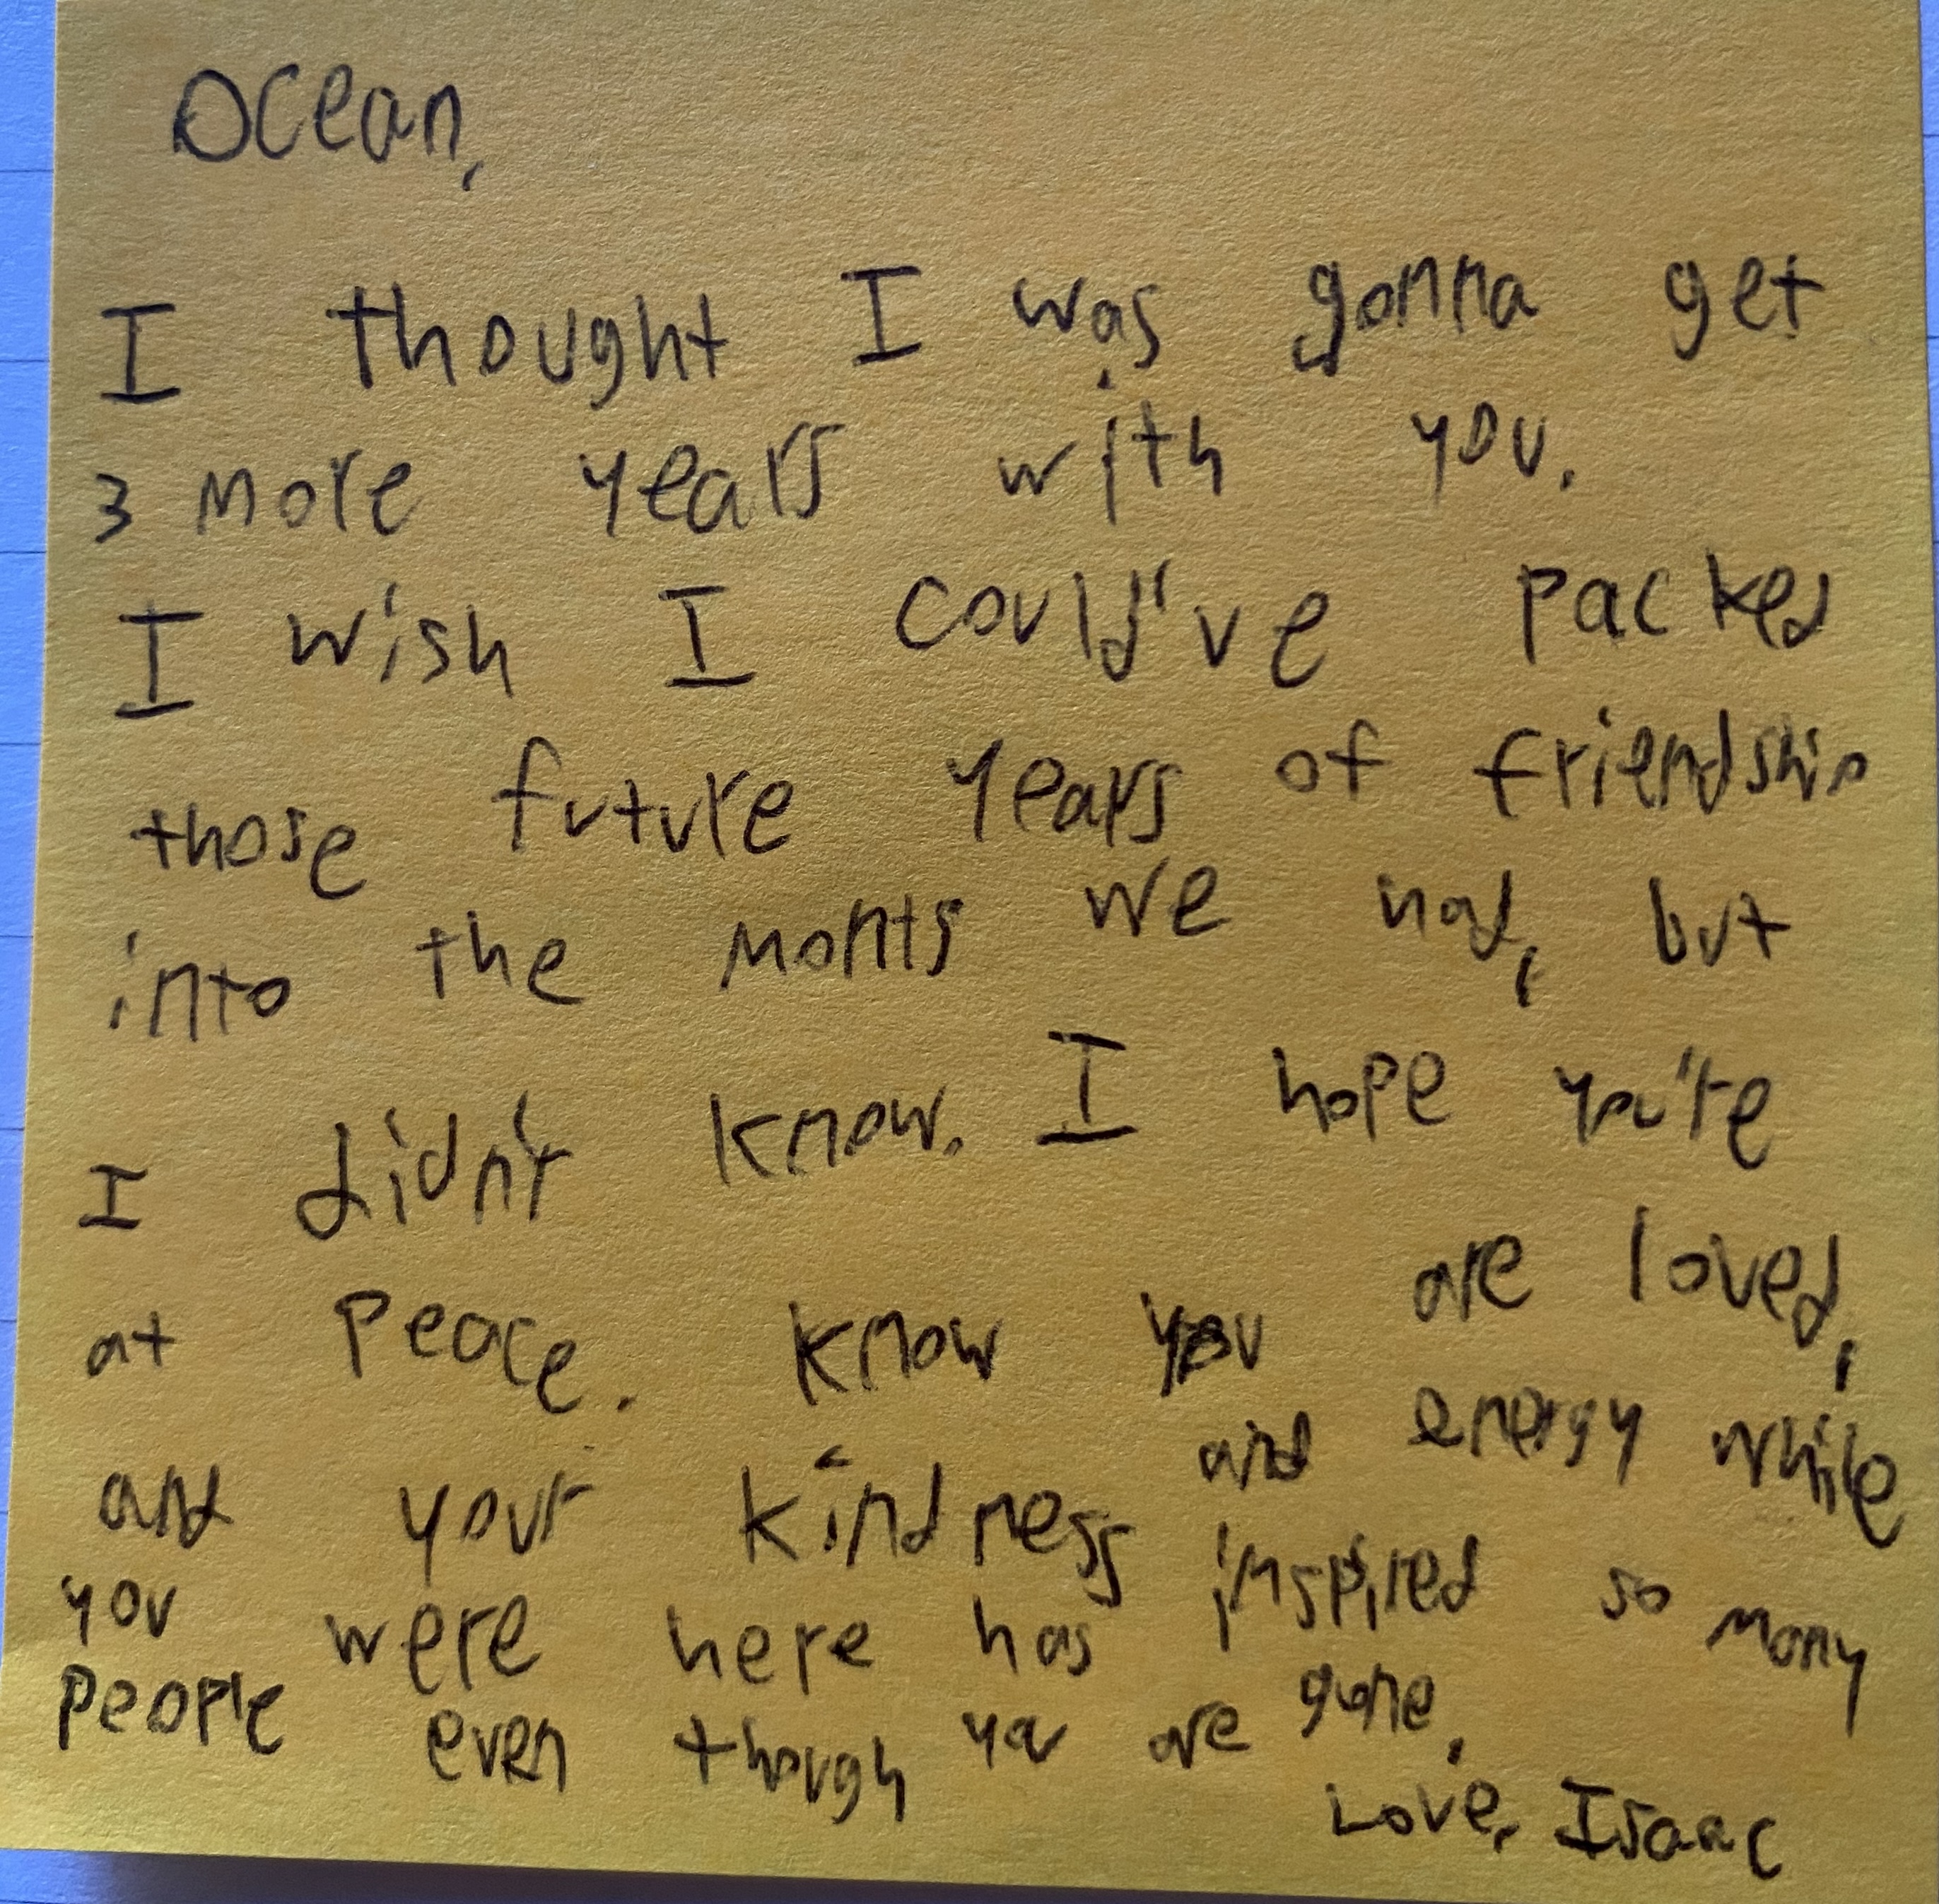 Ocean,
I thought I was gonna get
3 more years with you.
I wish I could've packed
those future years of friendship
into the monts we had, but
I didn't know. I hope you're
at peace. Know you are loved,
and your kindness and energy while
you were here has inspired so many
people even though you are gone.
Love, Isaac